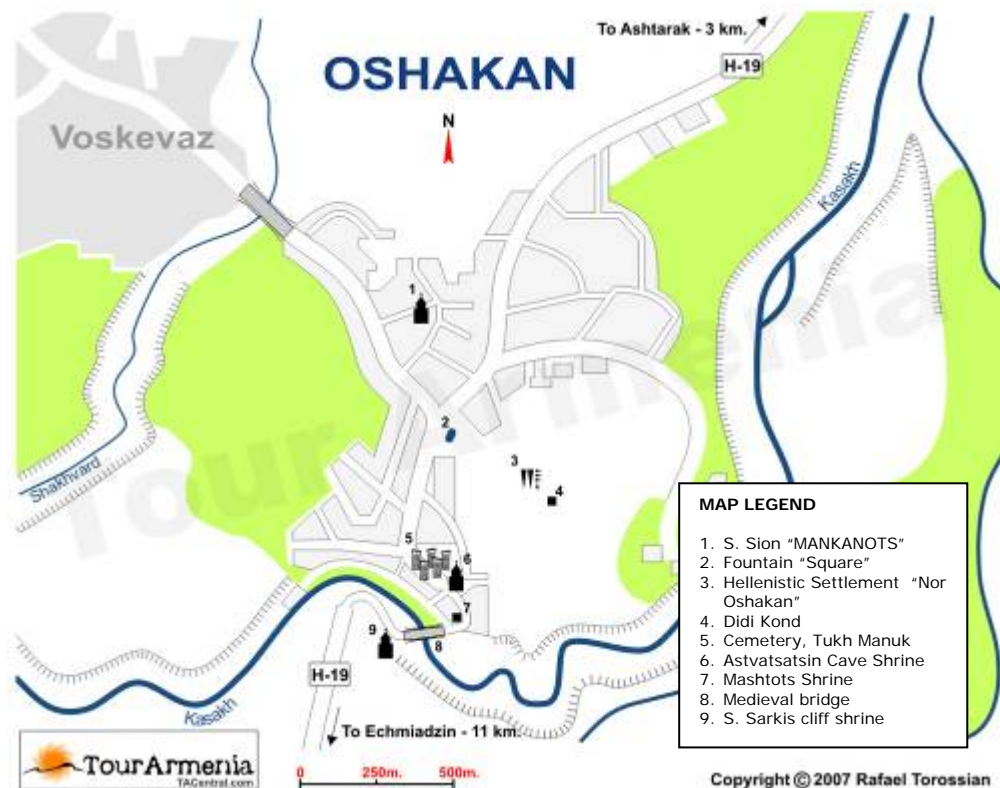 To Ashtarak - 3 km.
H-19
OSHAKAN
N
Voskevaz
Kasakh
1
2
3
4
Shakhvard
5
6
7
8
9
H-19
Kasakh
To Echmiadzin - 11 km.
MAP LEGEND
1. S. Sion “MANKANOTS”
2. Fountain “Square”
3. Hellenistic Settlement “Nor
Oshakan”
4. Didi Kond
5. Cemetery, Tukh Manuk
6. Astvatsatsin Cave Shrine
7. Mashtots Shrine
8. Medieval bridge
9. S. Sarkis cliff shrine
TourArmenia
TACentral.com
0 250m. 500m.
Copyright © 2007 Rafael Torossian
Tour Armenia